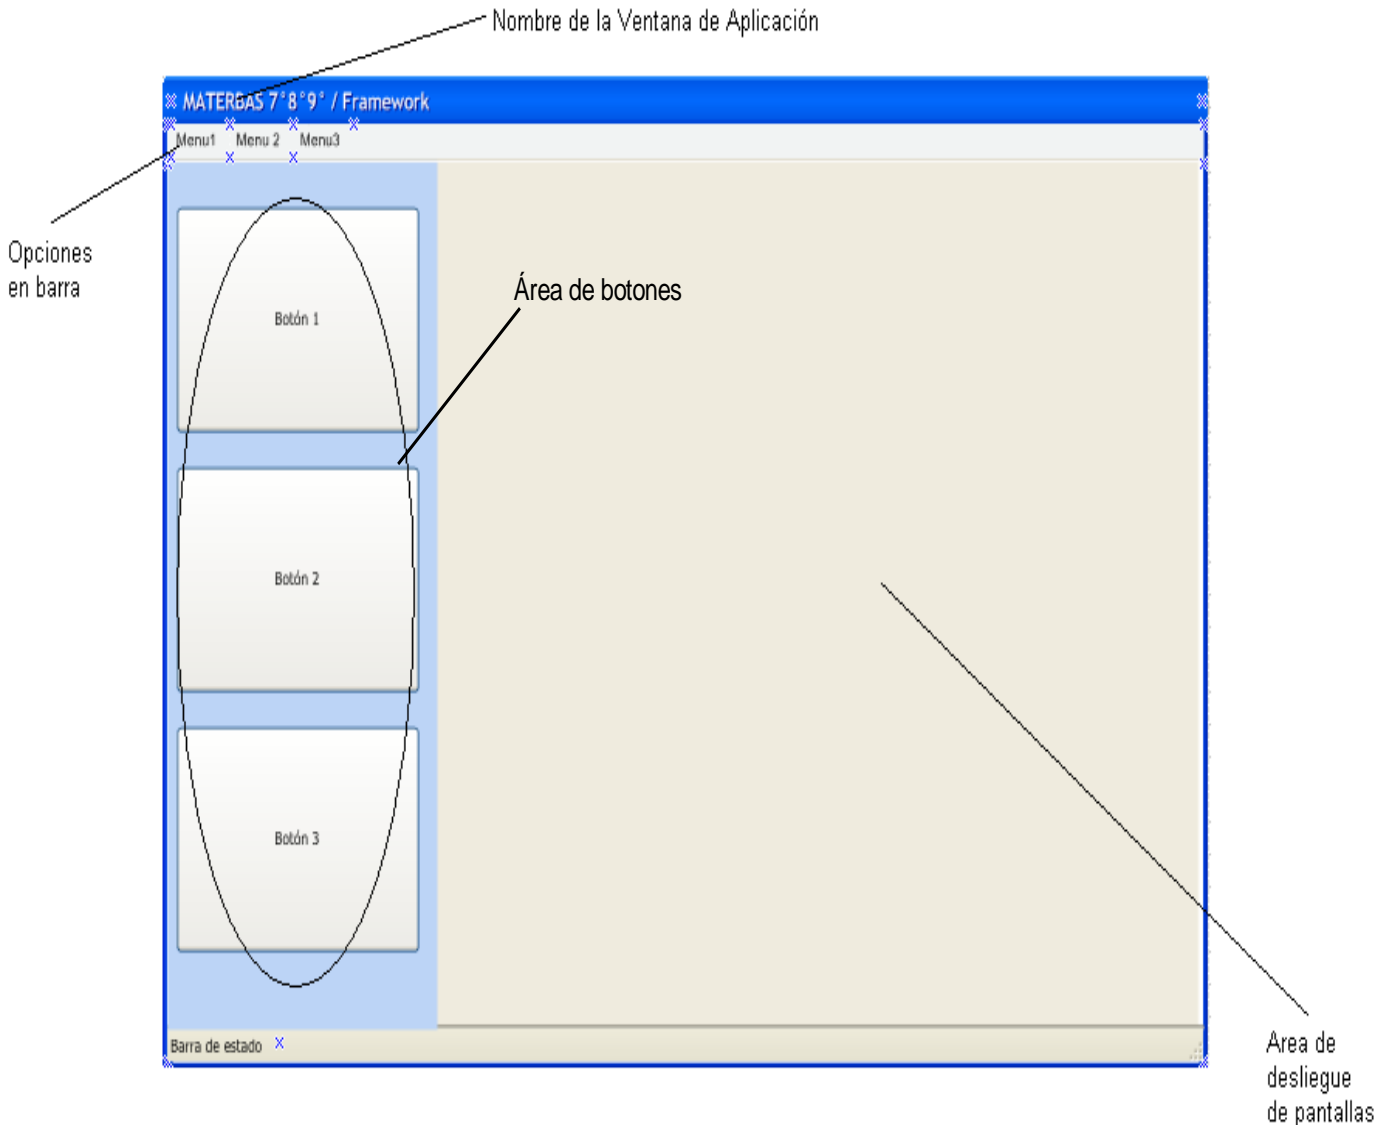 Nombre de la Ventana de Aplicación
MATERBAS 7°8°9° / Framework
Menu1 Menu 2 Menu3
Opciones
en barra
Área de botones
Botón 1
Botón 2
Botón 3
Barra de estado
Area de
desliegue
de pantallas